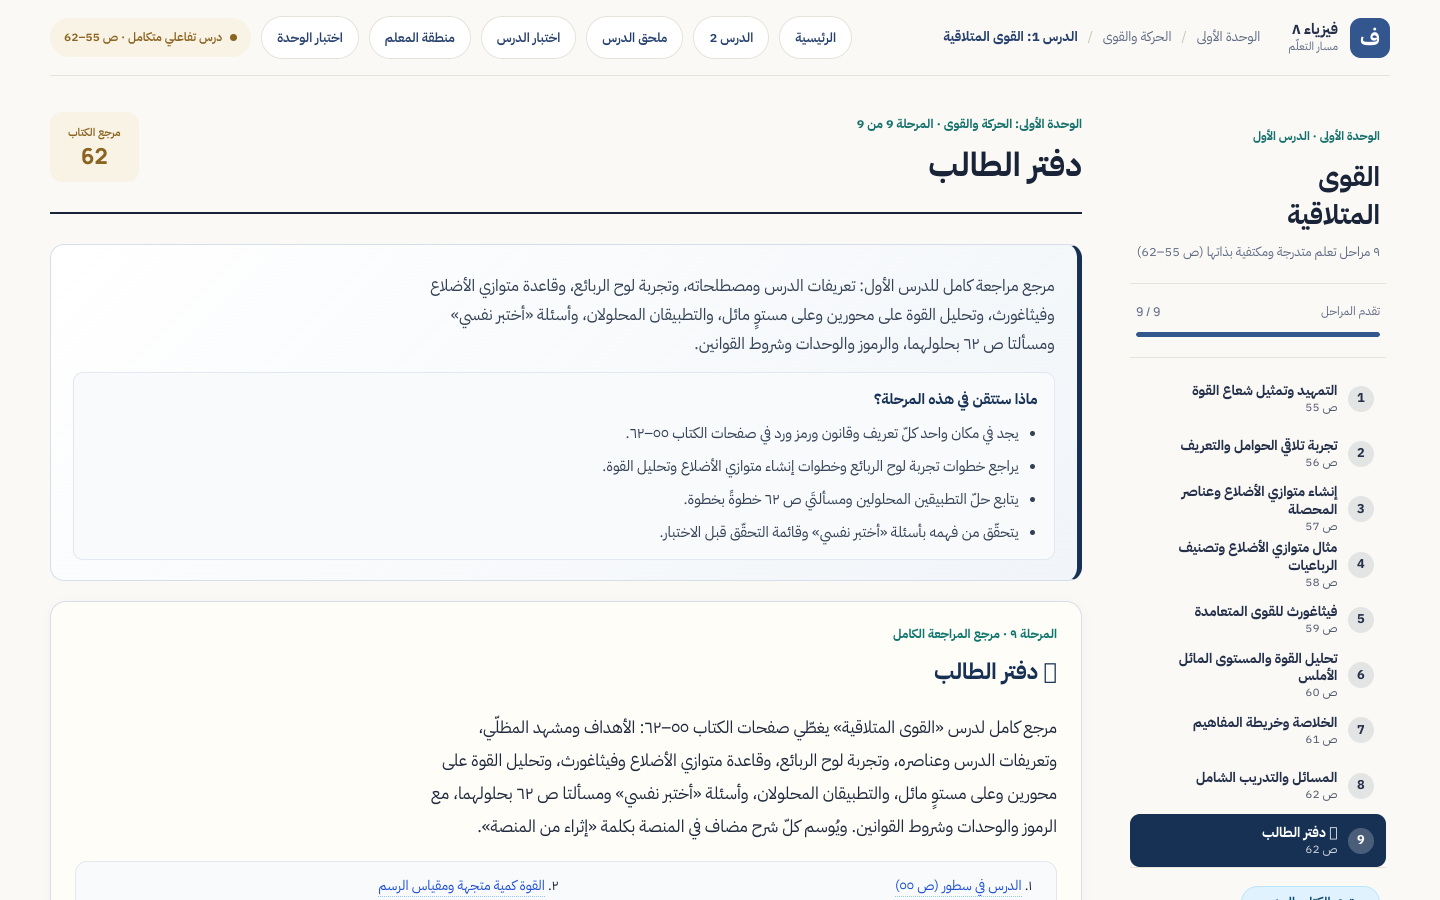 ف
فيزياء ٨
مسار التعلّم
الوحدة الأولى / الحركة والقوى / الدرس 1: القوى المتلاقية
الرئيسية
الدرس 2
ملحق الدرس
اختبار الدرس
منطقة المعلم
اختبار الوحدة
درس تفاعلي متكامل · ص 55–62
الوحدة الأولى · الدرس الأول
القوى
المتلاقية
٩ مراحل تعلم متدرجة ومكتفية بذاتها (ص 55–62)
تقدم المراحل
9 / 9
1
التمهيد وتمثيل شعاع القوة
ص 55
2
تجربة تلاقي الحوامل والتعريف
ص 56
3
إنشاء متوازي الأضلاع وعناصر
المحصلة
ص 57
4
مثال متوازي الأضلاع وتصنيف
الرباعيات
ص 58
5
فيثاغورث للقوى المتعامدة
ص 59
6
تحليل القوة والمستوى المائل
الأملس
ص 60
7
الخلاصة وخريطة المفاهيم
ص 61
8
المسائل والتدريب الشامل
ص 62
9
دفتر الطالب
ص 62
الوحدة الأولى: الحركة والقوى · المرحلة 9 من 9
دفتر الطالب
مرجع الكتاب
62
مرجع مراجعة كامل للدرس الأول: تعريفات الدرس ومصطلحاته، وتجربة لوح الربائع، وقاعدة متوازي الأضلاع
وفيثاغورث، وتحليل القوة على محورين وعلى مستوٍ مائل، والتطبيقان المحلولان، وأسئلة «أختبر نفسي»
ومسألتا ص ٦٢ بحلولهما، والرموز والوحدات وشروط القوانين.
ماذا ستتقن في هذه المرحلة؟
• يجد في مكان واحد كلّ تعريف وقانون ورمز ورد في صفحات الكتاب ٥٥–٦٢.
• يراجع خطوات تجربة لوح الربائع وخطوات إنشاء متوازي الأضلاع وتحليل القوة.
• يتابع حلّ التطبيقين المحلولين ومسألتَي ص ٦٢ خطوةً بخطوة.
• يتحقّق من فهمه بأسئلة «أختبر نفسي» وقائمة التحقّق قبل الاختبار.
المرحلة ٩ · مرجع المراجعة الكامل
دفتر الطالب
مرجع كامل لدرس «القوى المتلاقية» يغطّي صفحات الكتاب ٥٥–٦٢: الأهداف ومشهد المظلّي،
وتعريفات الدرس وعناصره، وتجربة لوح الربائع، وقاعدة متوازي الأضلاع وفيثاغورث، وتحليل القوة على
محورين وعلى مستوٍ مائل، والتطبيقان المحلولان، وأسئلة «أختبر نفسي» ومسألتا ص ٦٢ بحلولهما، مع
الرموز والوحدات وشروط القوانين. ويُوسم كلّ شرح مضاف في المنصة بكلمة «إثراء من المنصة».
١. الدرس في سطور (ص ٥٥)
٢. القوة كمية متجهة ومقياس الرسم